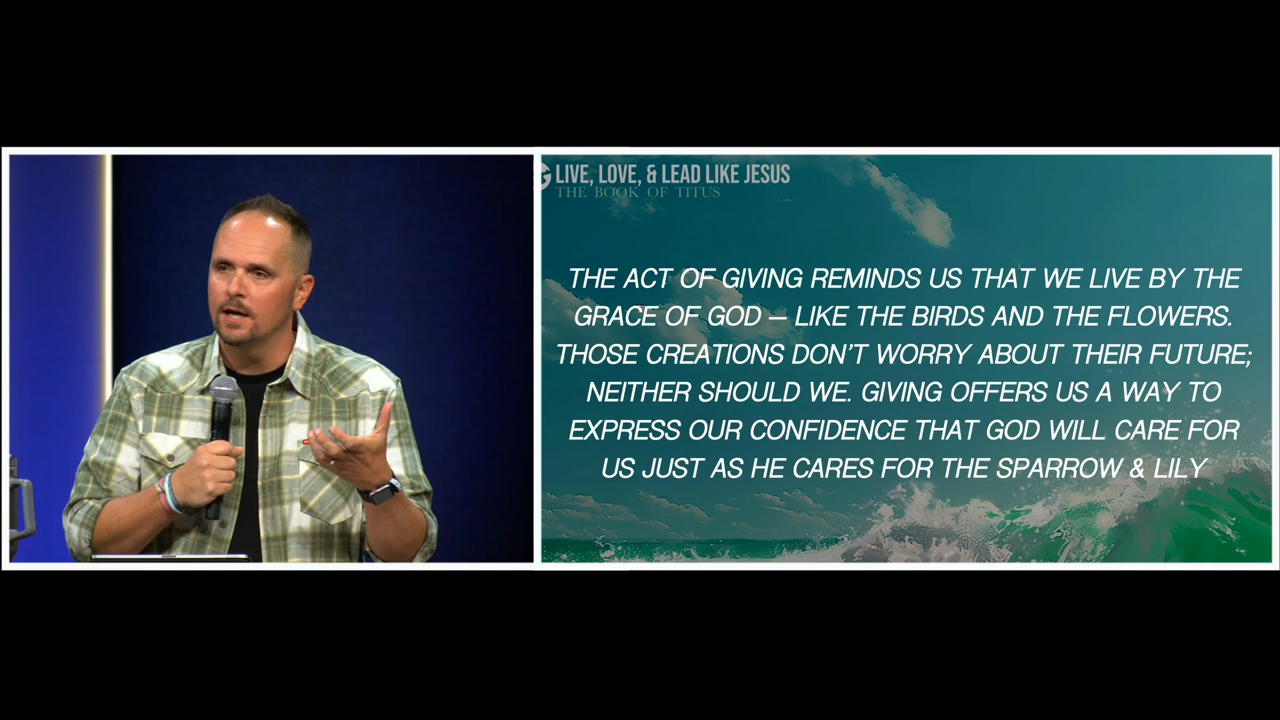 LIVE, LOVE, & LEAD LIKE JESUS
THE BOOK OF TITUS
THE ACT OF GIVING REMINDS US THAT WE LIVE BY THE
GRACE OF GOD – LIKE THE BIRDS AND THE FLOWERS.
THOSE CREATIONS DON'T WORRY ABOUT THEIR FUTURE;
NEITHER SHOULD WE. GIVING OFFERS US A WAY TO
EXPRESS OUR CONFIDENCE THAT GOD WILL CARE FOR
US JUST AS HE CARES FOR THE SPARROW & LILY